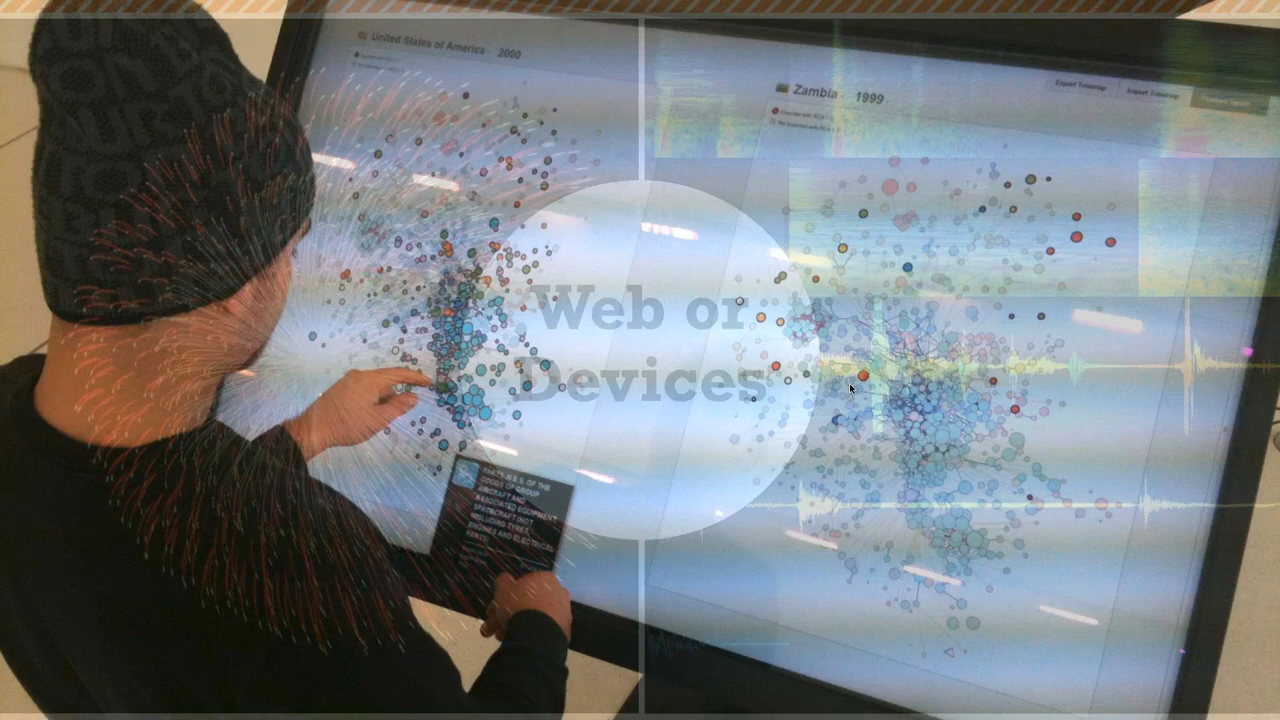 United States of America - 2000
Zambia - 1999
Export Treemap
Import Treemap
Web or
Devices
PARTS, N.E.S. OF THE
GOODS OF GROUP
AIRCRAFT AND
ASSOCIATED EQUIPMENT
SPACECRAFT (NOT
INCLUDING TYRES,
ENGINES AND ELECTRICAL
PARTS)